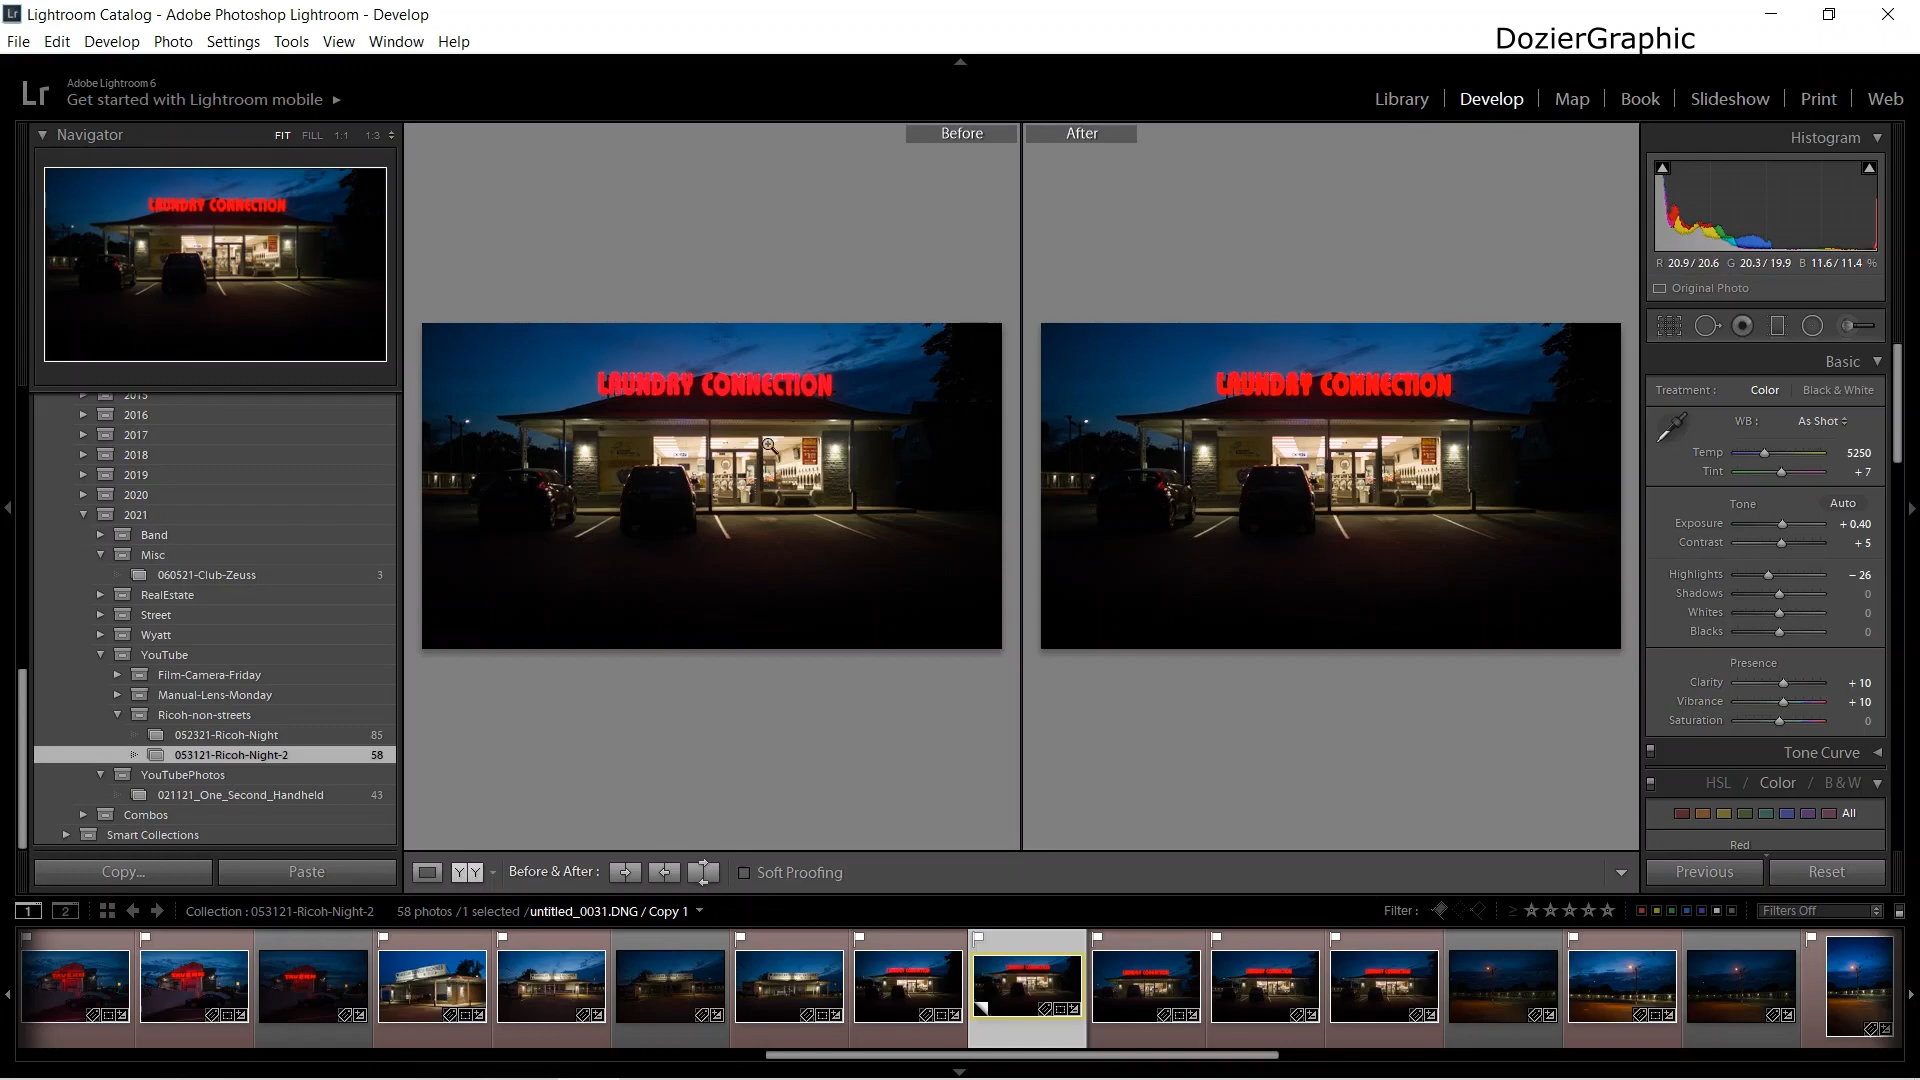 Lightroom Catalog - Adobe Photoshop Lightroom - Develop
File Edit Develop Photo Settings Tools View Window Help
DozierGraphic
Lr
Adobe Lightroom 6
Get started with Lightroom mobile
Library Develop Map Book Slideshow Print Web
Navigator FIT FILL 1:1 1:3
LAUNDRY CONNECTION
2015
2016
2017
2018
2019
2020
2021
Band
Misc
060521-Club-Zeuss 3
RealEstate
Street
Wyatt
YouTube
Film-Camera-Friday
Manual-Lens-Monday
Ricoh-non-streets
052321-Ricoh-Night 85
053121-Ricoh-Night-2 58
YouTubePhotos
021121_One_Second_Handheld 43
Combos
Smart Collections
Copy... Paste
Before After
LAUNDRY CONNECTION
LAUNDRY CONNECTION
Y Y Before & After : Soft Proofing
Histogram
R 20.9 / 20.6 G 20.3 / 19.9 B 11.6 / 11.4 %
Original Photo
Basic
Treatment : Color Black & White
WB : As Shot
Temp 5250
Tint + 7
Tone Auto
Exposure + 0.40
Contrast + 5
Highlights − 26
Shadows 0
Whites 0
Blacks 0
Presence
Clarity + 10
Vibrance + 10
Saturation 0
Tone Curve
HSL / Color / B & W
All
Red
Previous Reset
1 2 Collection : 053121-Ricoh-Night-2 58 photos / 1 selected / untitled_0031.DNG / Copy 1 Filter : Filters Off